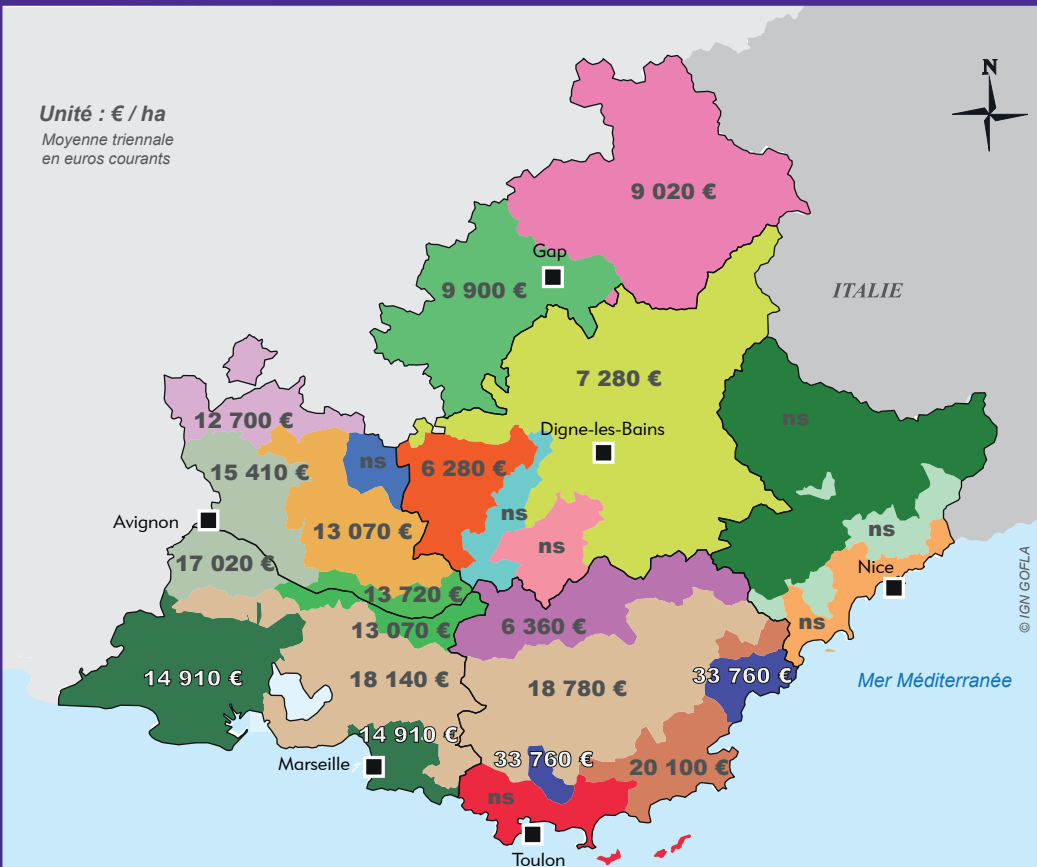 N
Unité : € / ha
Moyenne triennale
en euros courants
9 020 €
Gap
9 900 €
ITALIE
7 280 €
12 700 €
ns
Digne-les-Bains
15 410 €
ns
6 280 €
Avignon
ns
13 070 €
ns
ns
17 020 €
Nice
13 720 €
13 070 €
6 360 €
ns
© IGN GOFLA
14 910 €
18 140 €
18 780 €
33 760 €
Mer Méditerranée
14 910 €
Marseille
33 760 €
20 100 €
ns
Toulon